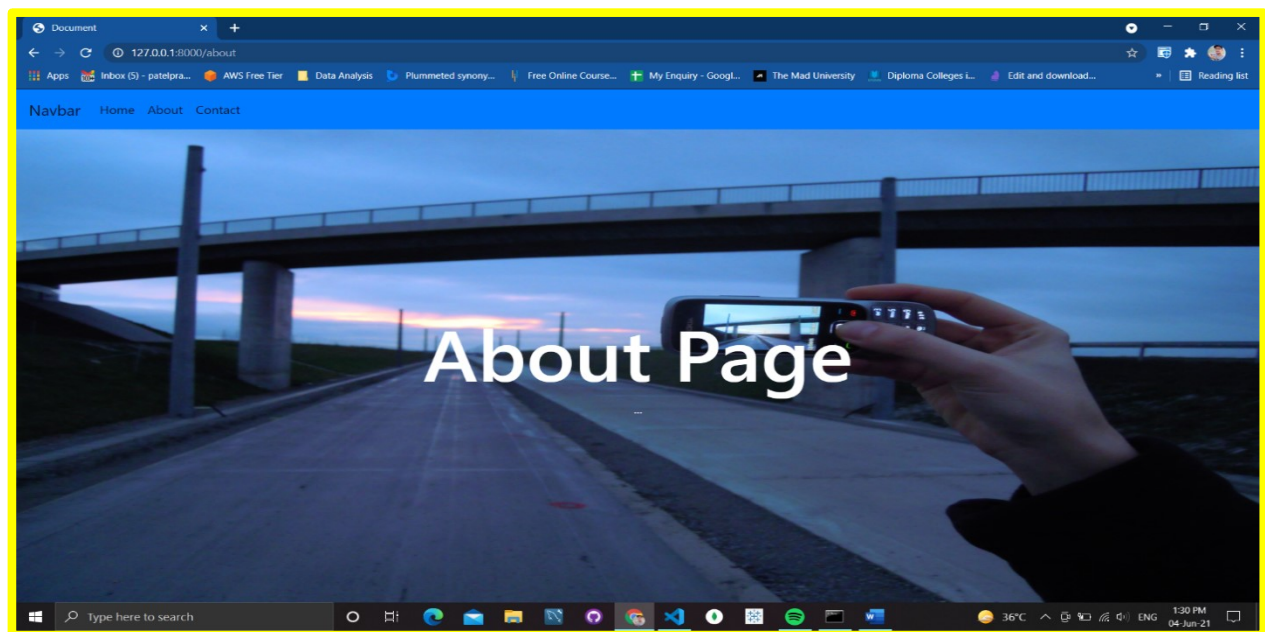 Document
127.0.0.1:8000/about
Apps Inbox (5) - patelpra... AWS Free Tier Data Analysis Plummeted synony... Free Online Course... My Enquiry - Googl... The Mad University Diploma Colleges i... Edit and download... » Reading list
Navbar Home About Contact
About Page
...
Type here to search 36°C ENG 1:30 PM
04-Jun-21